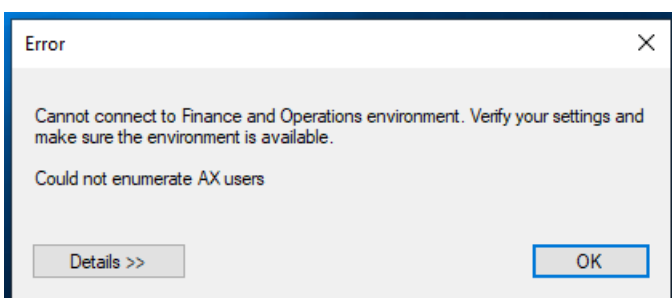 Error
Cannot connect to Finance and Operations environment. Verify your settings and
make sure the environment is available.
Could not enumerate AX users
Details >>
OK